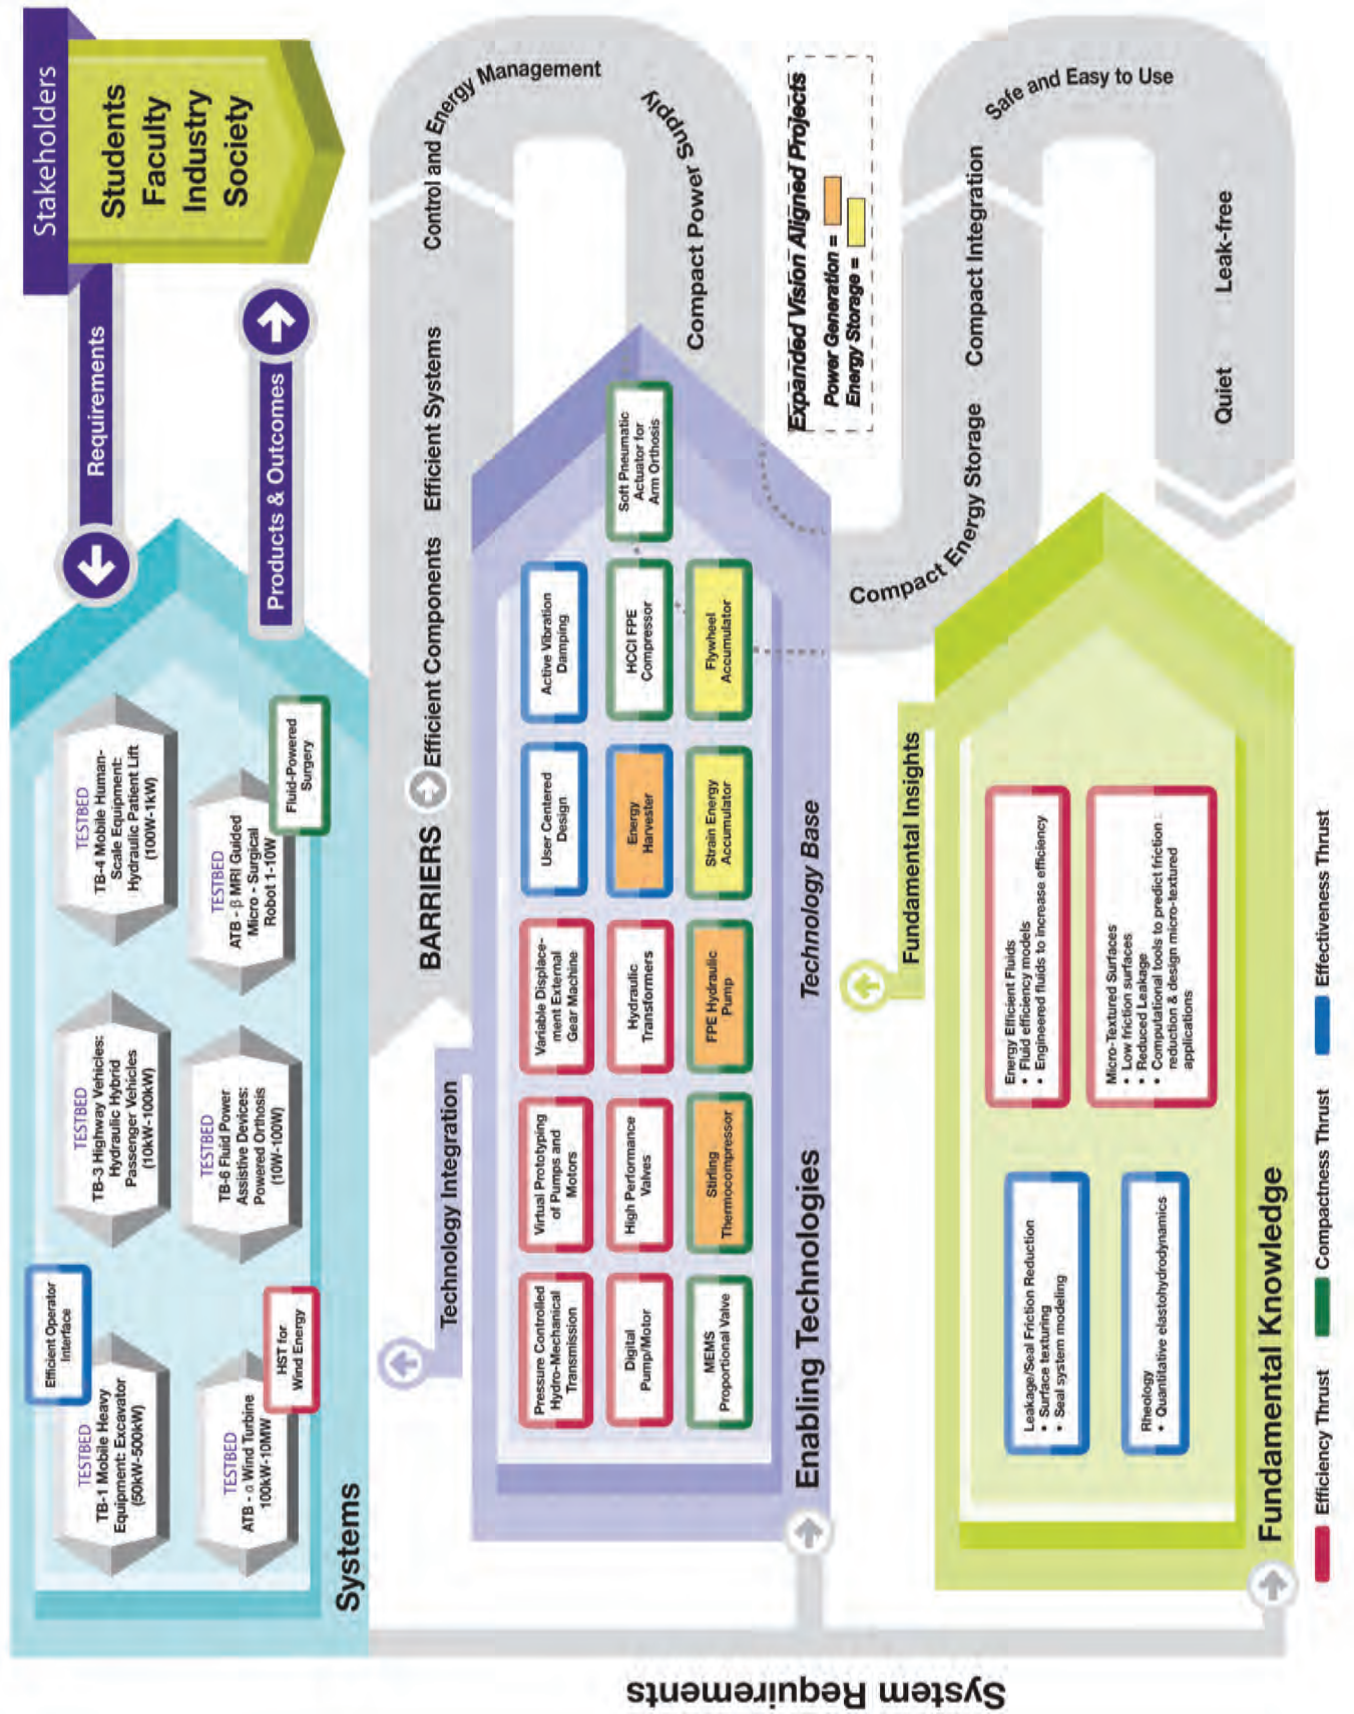 Stakeholders
Students
Faculty
Industry
Society
Requirements
Products & Outcomes
Systems
Efficient Operator
Interface
TESTBED
TB-1 Mobile Heavy
Equipment: Excavator
(50kW-500kW)
TESTBED
TB-3 Highway Vehicles:
Hydraulic Hybrid
Passenger Vehicles
(10kW-100kW)
TESTBED
TB-4 Mobile Human-
Scale Equipment:
Hydraulic Patient Lift
(100W-1kW)
TESTBED
ATB - α Wind Turbine
100kW-10MW
HST for
Wind Energy
TESTBED
TB-6 Fluid Power
Assistive Devices:
Powered Orthosis
(10W-100W)
TESTBED
ATB - β MRI Guided
Micro - Surgical
Robot 1-10W
Fluid-Powered
Surgery
BARRIERS
Efficient Components
Efficient Systems
Control and Energy Management
Compact Power Supply
Compact Energy Storage
Compact Integration
Safe and Easy to Use
Leak-free
Quiet
Technology Integration
Pressure Controlled
Hydro-Mechanical
Transmission
Virtual Prototyping
of Pumps and
Motors
Variable Displace-
ment External
Gear Machine
User Centered
Design
Active Vibration
Damping
Digital
Pump/Motor
High Performance
Valves
Hydraulic
Transformers
Energy
Harvester
HCCI FPE
Compressor
Soft Pneumatic
Actuator for
Arm Orthosis
MEMS
Proportional Valve
Stirling
Thermocompressor
FPE Hydraulic
Pump
Strain Energy
Accumulator
Flywheel
Accumulator
Enabling Technologies
Technology Base
Expanded Vision Aligned Projects
Power Generation =
Energy Storage =
Fundamental Insights
Leakage/Seal Friction Reduction
• Surface texturing
• Seal system modeling
Energy Efficient Fluids
• Fluid efficiency models
• Engineered fluids to increase efficiency
Rheology
• Quantitative elastohydrodynamics
Micro-Textured Surfaces
• Low friction surfaces
• Reduced Leakage
• Computational tools to predict friction :
reduction & design micro-textured
applications
Fundamental Knowledge
System Requirements
Efficiency Thrust
Compactness Thrust
Effectiveness Thrust